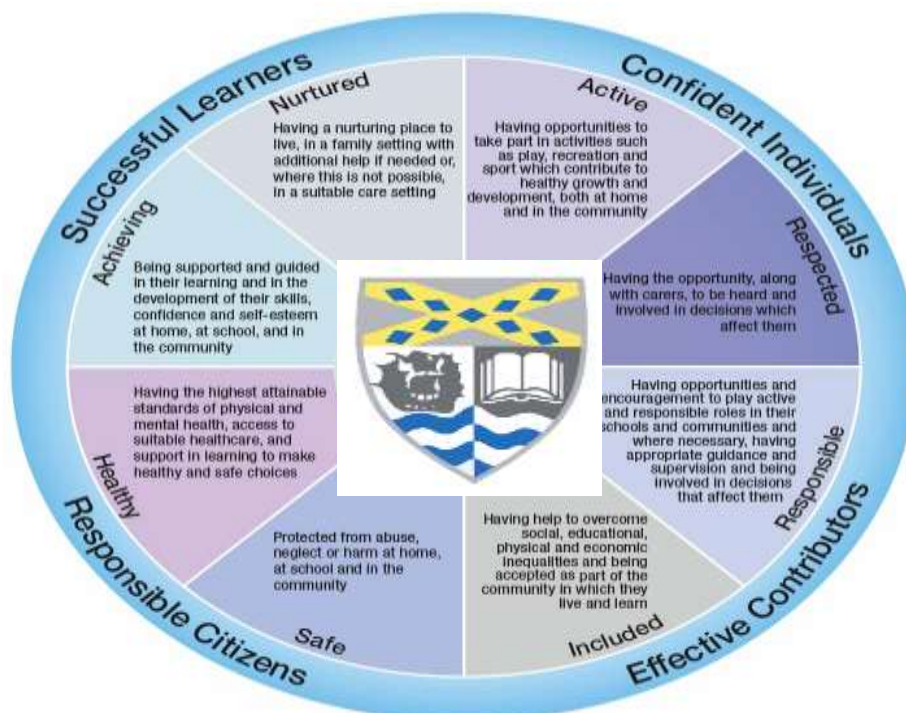 Successful Learners
Confident Individuals
Nurtured
Having a nurturing place to
live, in a family setting with
additional help if needed or,
where this is not possible,
in a suitable care setting
Active
Having opportunities to
take part in activities such
as play, recreation and
sport which contribute to
healthy growth and
development, both at home
and in the community
Achieving
Being supported and guided
in their learning and in the
development of their skills,
confidence and self-esteem
at home, at school, and in
the community
Respected
Having the opportunity, along
with carers, to be heard and
involved in decisions which
affect them
Healthy
Having the highest attainable
standards of physical and
mental health, access to
suitable healthcare, and
support in learning to make
healthy and safe choices
Responsible
Having opportunities and
encouragement to play active
and responsible roles in their
schools and communities and
where necessary, having
appropriate guidance and
supervision and being
involved in decisions
that affect them
Protected from abuse,
neglect or harm at home,
at school and in the
community
Safe
Having help to overcome
social, educational,
physical and economic
inequalities and being
accepted as part of the
community in which they
live and learn
Included
Responsible Citizens
Effective Contributors